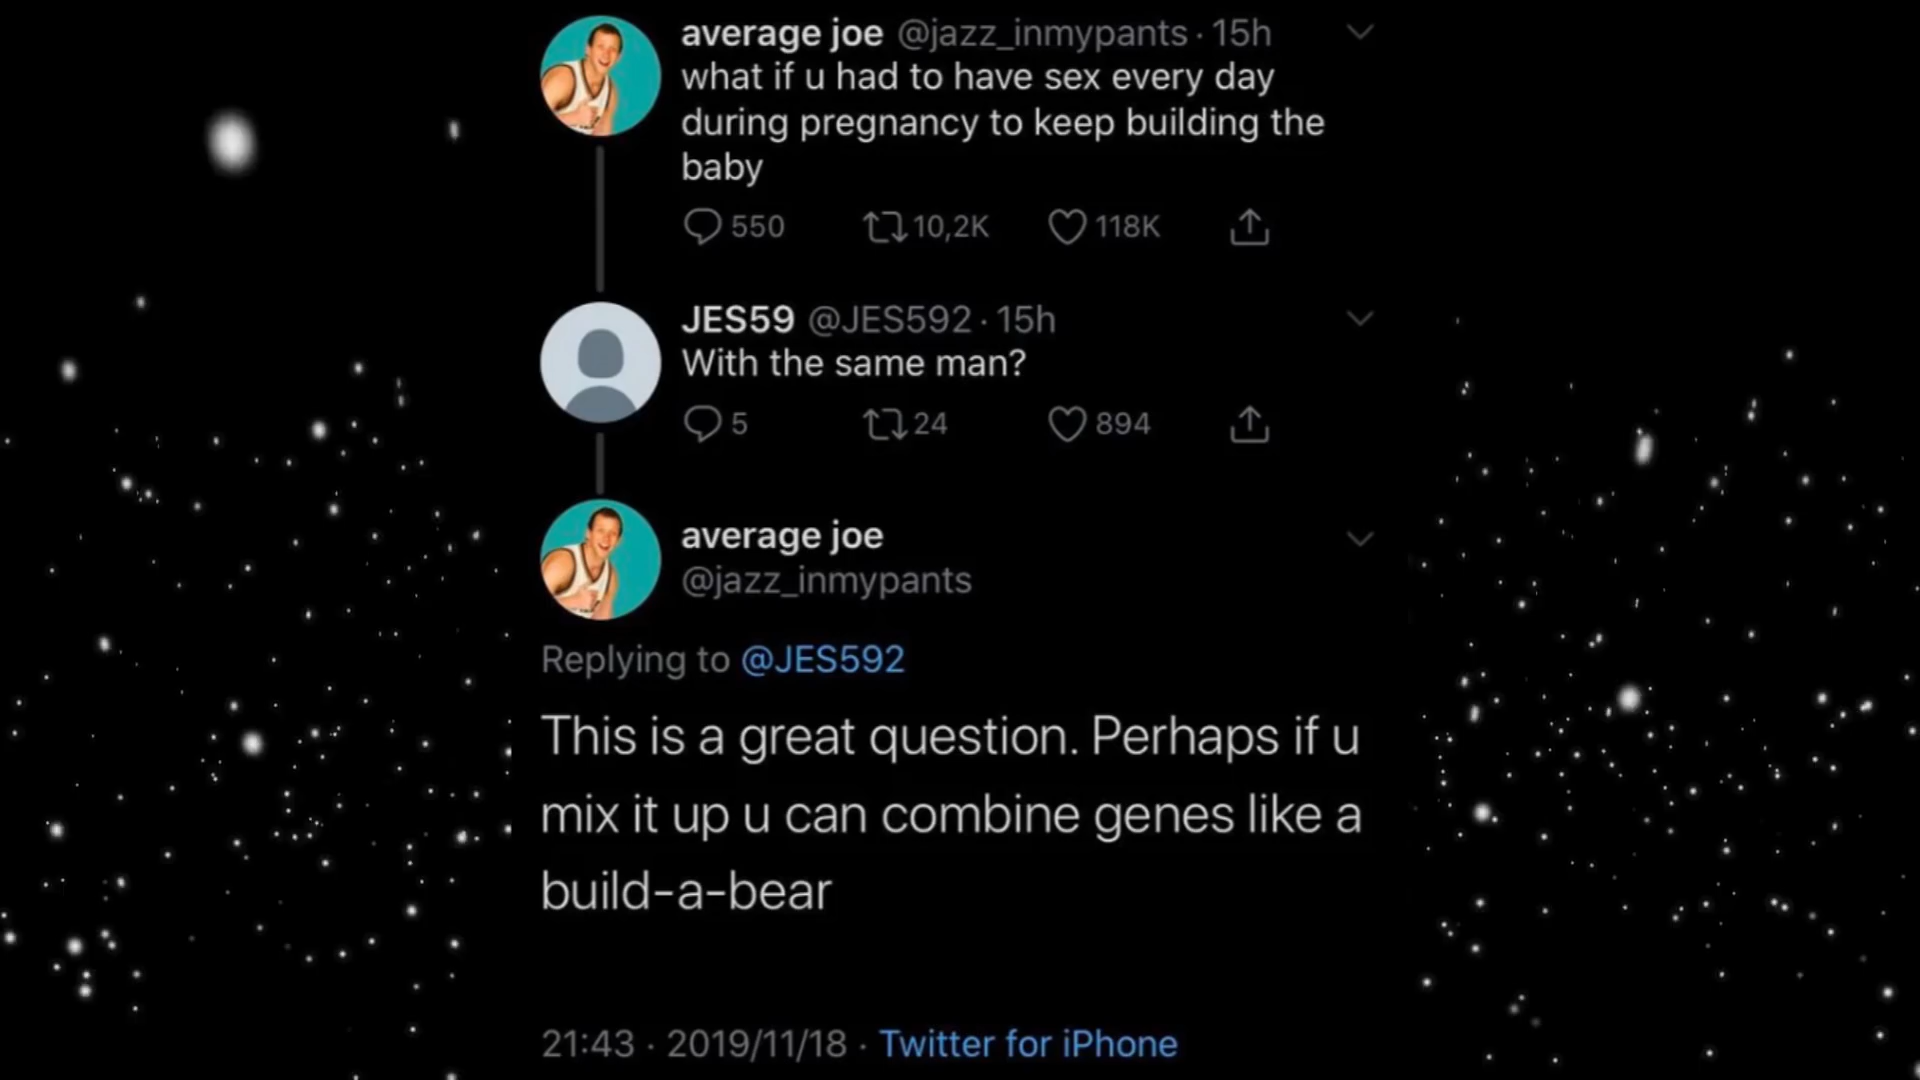 average joe @jazz_inmypants · 15h
what if u had to have sex every day
during pregnancy to keep building the
baby
550 10,2K 118K
JES59 @JES592 · 15h
With the same man?
5 24 894
average joe
@jazz_inmypants
Replying to @JES592
This is a great question. Perhaps if u
mix it up u can combine genes like a
build-a-bear
21:43 · 2019/11/18 · Twitter for iPhone